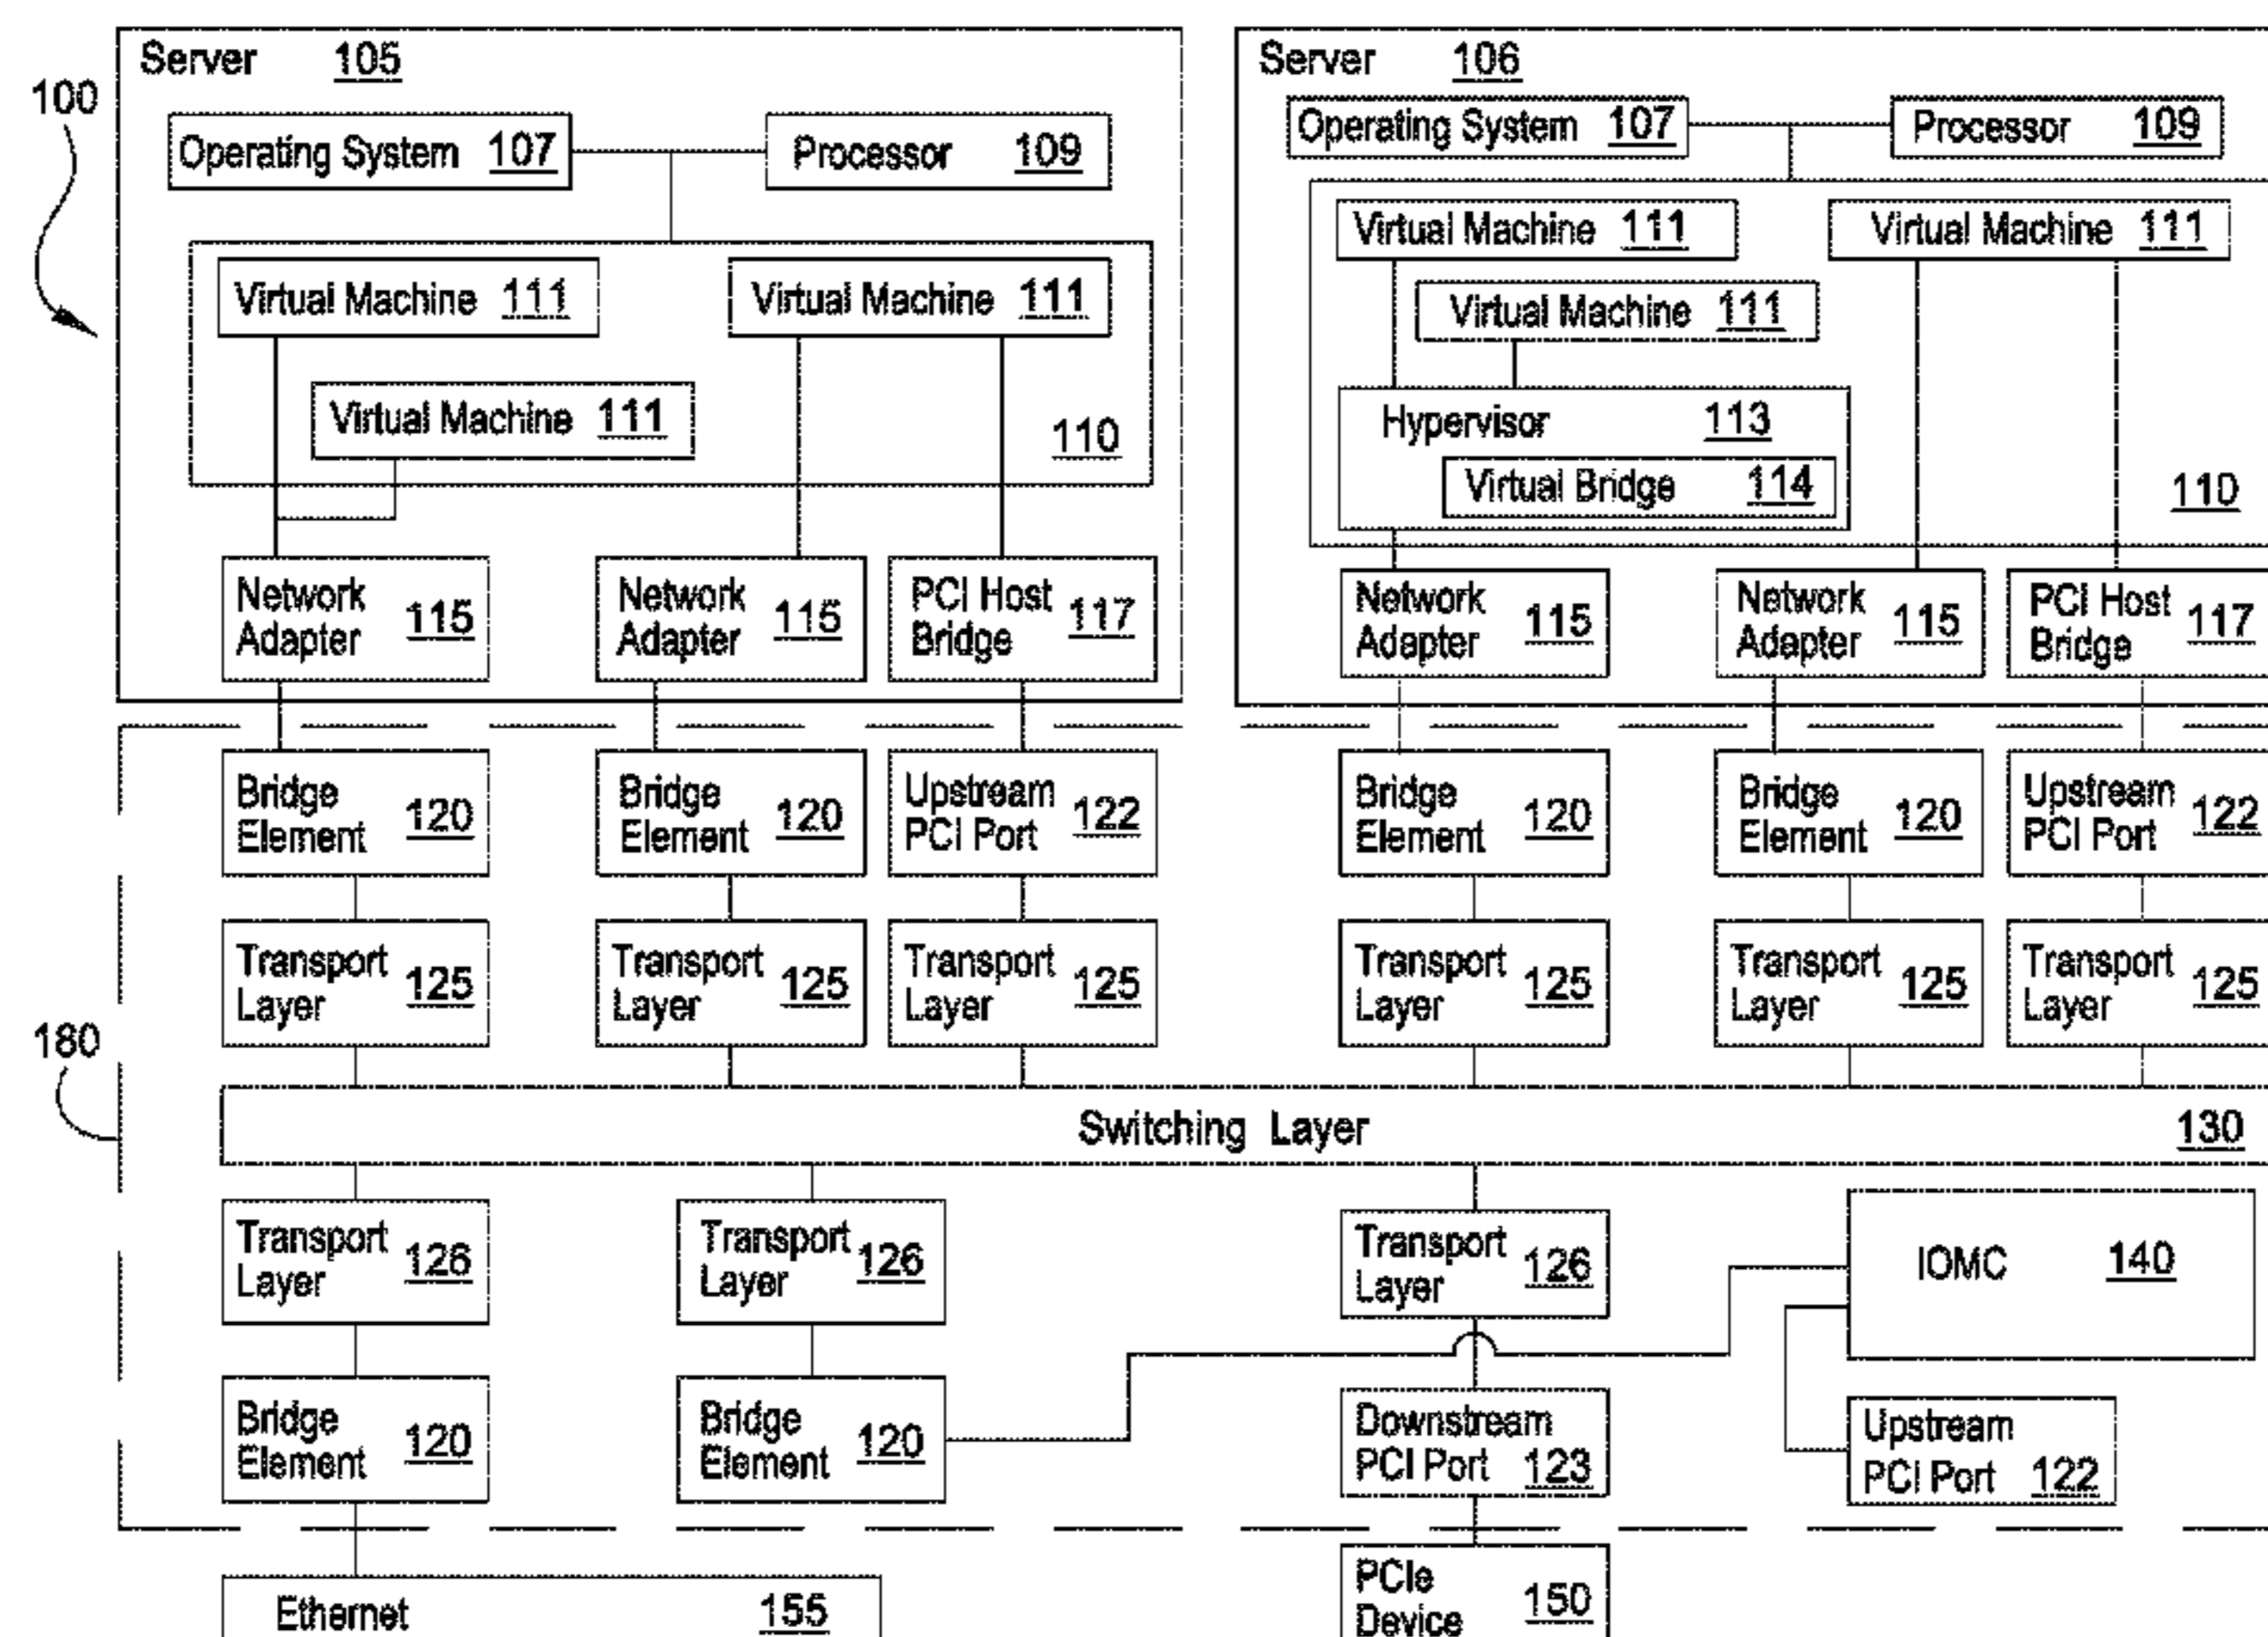 100
Server 105
Operating System 107
Processor 109
Virtual Machine 111
Virtual Machine 111
Virtual Machine 111
110
Network
Adapter 115
Network
Adapter 115
PCI Host
Bridge 117
Server 106
Operating System 107
Processor 109
Virtual Machine 111
Virtual Machine 111
Virtual Machine 111
Hypervisor 113
Virtual Bridge 114
110
Network
Adapter 115
Network
Adapter 115
PCI Host
Bridge 117
180
Bridge
Element 120
Bridge
Element 120
Upstream
PCI Port 122
Bridge
Element 120
Bridge
Element 120
Upstream
PCI Port 122
Transport
Layer 125
Transport
Layer 125
Transport
Layer 125
Transport
Layer 125
Transport
Layer 125
Transport
Layer 125
Switching Layer 130
Transport
Layer 126
Transport
Layer 126
Transport
Layer 126
IOMC 140
Bridge
Element 120
Bridge
Element 120
Downstream
PCI Port 123
Upstream
PCI Port 122
Ethernet 155
PCIe
Device 150